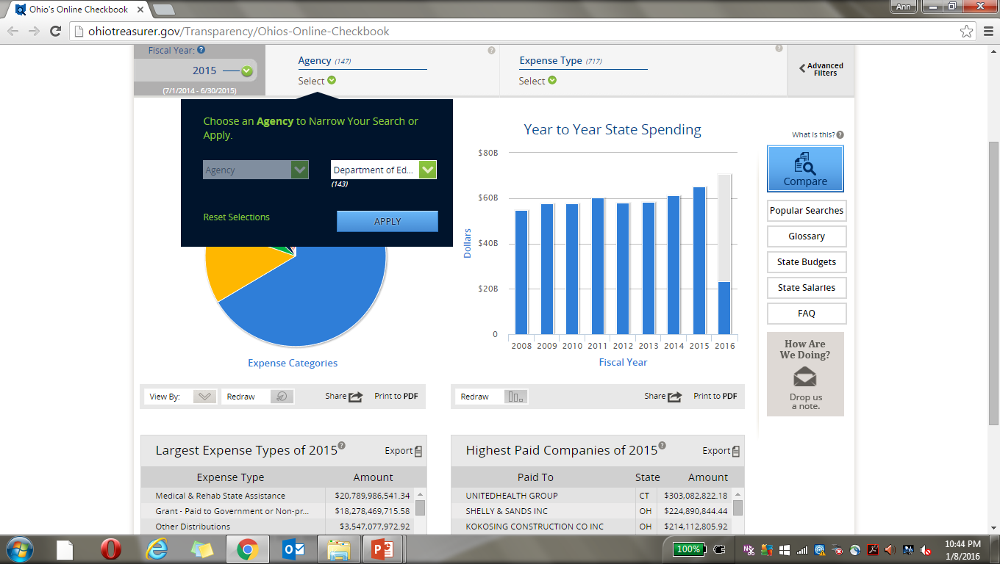 Ohio's Online Checkbook
Ann
ohiotreasurer.gov/Transparency/Ohios-Online-Checkbook
Fiscal Year: ?
2015
(7/1/2014 - 6/30/2015)
Agency (147)
Select
?
Expense Type (717)
Select
?
Advanced
Filters
Choose an Agency to Narrow Your Search or
Apply.
Agency
Department of Ed...
(143)
Reset Selections
APPLY
Expense Categories
Year to Year State Spending
$80B
$60B
$40B
$20B
0
Dollars
2008 2009 2010 2011 2012 2013 2014 2015 2016
Fiscal Year
What is this? ?
Compare
Popular Searches
Glossary
State Budgets
State Salaries
FAQ
How Are
We Doing?
Drop us
a note.
View By:
Redraw
Share
Print to PDF
Redraw
Share
Print to PDF
Largest Expense Types of 2015 ?
Export
Expense Type Amount
Medical & Rehab State Assistance $20,789,986,541.34
Grant - Paid to Government or Non-pr... $18,278,469,715.58
Other Distributions $3,547,077,972.92
Highest Paid Companies of 2015 ?
Export
Paid To State Amount
UNITEDHEALTH GROUP CT $303,082,822.18
SHELLY & SANDS INC OH $224,890,844.44
KOKOSING CONSTRUCTION CO INC OH $214,112,805.92
100%
10:44 PM
1/8/2016